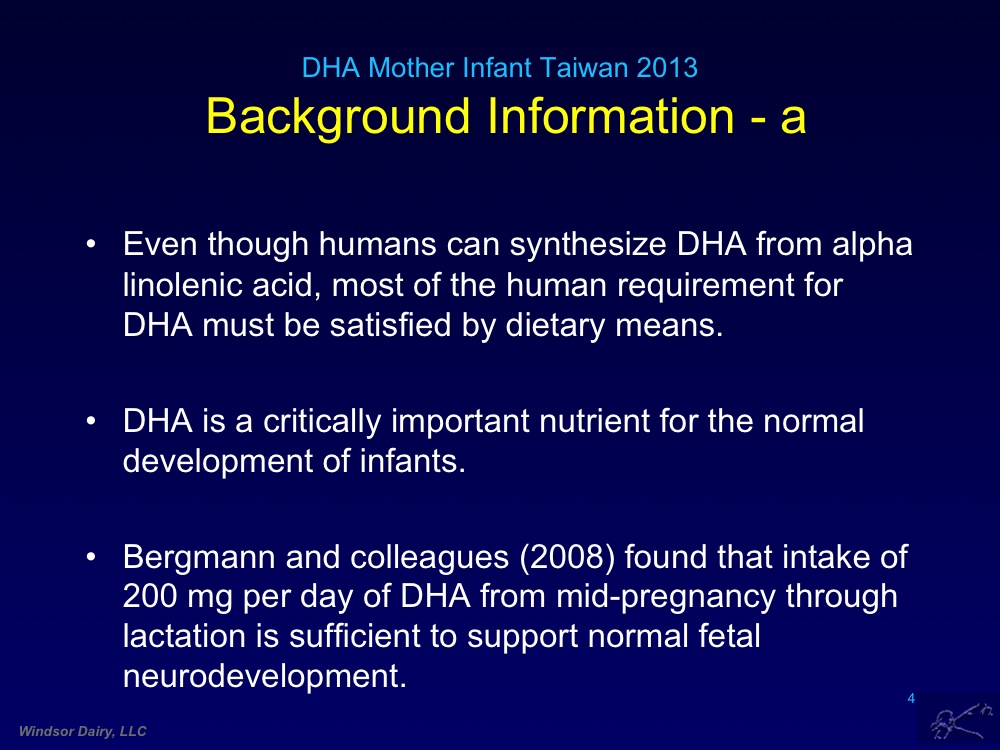 DHA Mother Infant Taiwan 2013
Background Information - a
• Even though humans can synthesize DHA from alpha
linolenic acid, most of the human requirement for
DHA must be satisfied by dietary means.
• DHA is a critically important nutrient for the normal
development of infants.
• Bergmann and colleagues (2008) found that intake of
200 mg per day of DHA from mid-pregnancy through
lactation is sufficient to support normal fetal
neurodevelopment.
4
Windsor Dairy, LLC